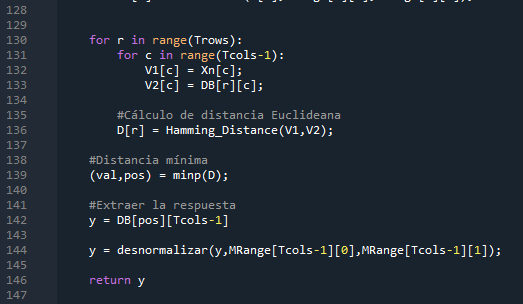 128
129
130 for r in range(Trows):
131 for c in range(Tcols-1):
132 V1[c] = Xn[c];
133 V2[c] = DB[r][c];
134
135 #Cálculo de distancia Euclideana
136 D[r] = Hamming_Distance(V1,V2);
137
138 #Distancia mínima
139 (val,pos) = minp(D);
140
141 #Extraer la respuesta
142 y = DB[pos][Tcols-1]
143
144 y = desnormalizar(y,MRange[Tcols-1][0],MRange[Tcols-1][1]);
145
146 return y
147